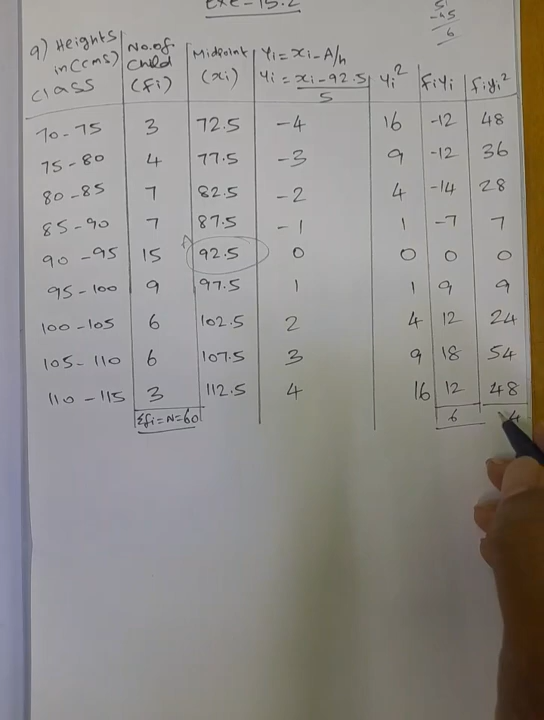 Exe-15.2
51
-45
6
9) Heights in (cms) class | No.of. Child (fi) | Midpoint (xi) | yi = xi - A/h yi = xi - 92.5/5 | yi² | fiyi | fiyi²
70-75 3 72.5 -4 16 -12 48
75-80 4 77.5 -3 9 -12 36
80-85 7 82.5 -2 4 -14 28
85-90 7 87.5 -1 1 -7 7
90-95 15 92.5 0 0 0 0
95-100 9 97.5 1 1 9 9
100-105 6 102.5 2 4 12 24
105-110 6 107.5 3 9 18 54
110-115 3 112.5 4 16 12 48
Σfi=N=60 6